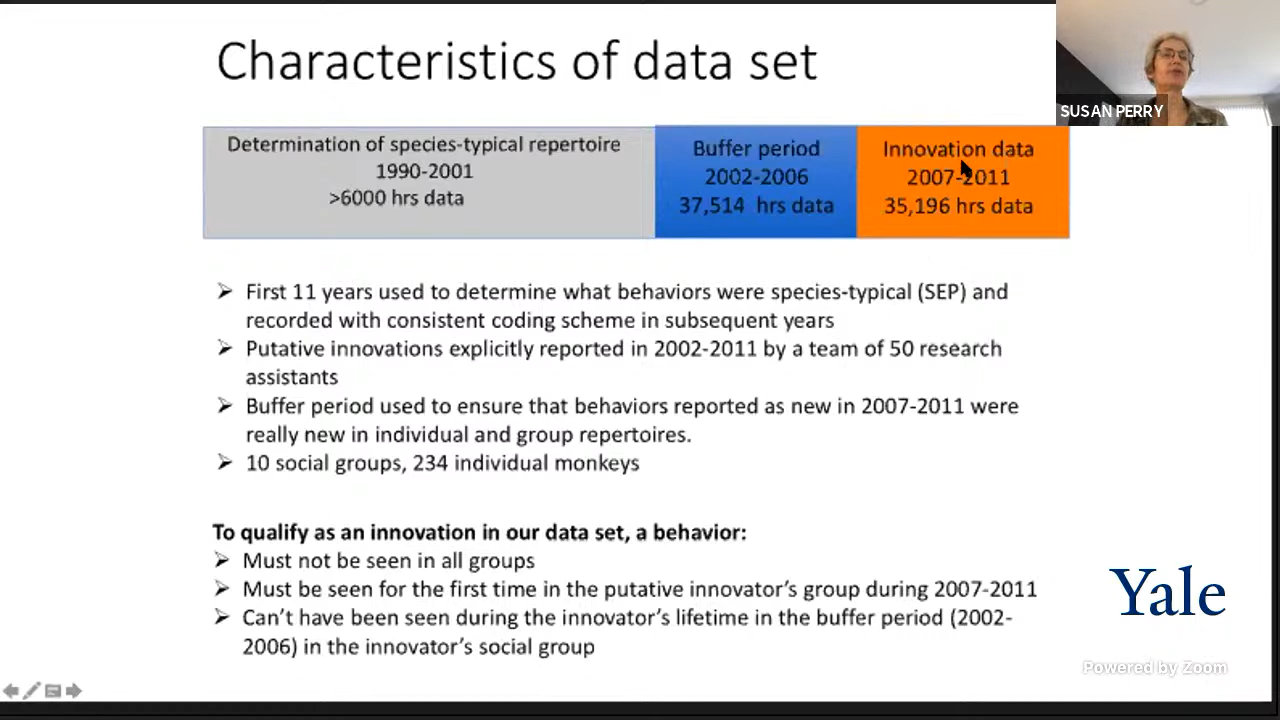 Characteristics of data set
SUSAN PERRY
Determination of species-typical repertoire
1990-2001
>6000 hrs data
Buffer period
2002-2006
37,514 hrs data
Innovation data
2007-2011
35,196 hrs data
➢ First 11 years used to determine what behaviors were species-typical (SEP) and
recorded with consistent coding scheme in subsequent years
➢ Putative innovations explicitly reported in 2002-2011 by a team of 50 research
assistants
➢ Buffer period used to ensure that behaviors reported as new in 2007-2011 were
really new in individual and group repertoires.
➢ 10 social groups, 234 individual monkeys
To qualify as an innovation in our data set, a behavior:
➢ Must not be seen in all groups
➢ Must be seen for the first time in the putative innovator's group during 2007-2011
➢ Can't have been seen during the innovator's lifetime in the buffer period (2002-
2006) in the innovator's social group
Yale
Powered by Zoom